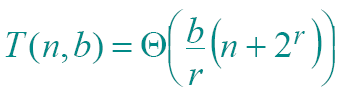 T(n,b) = Θ(b/r(n + 2^r))